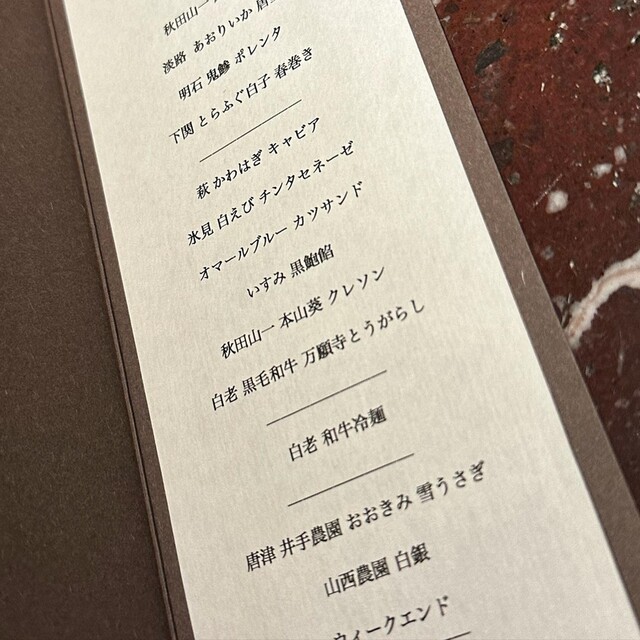 秋田山一
淡路 あおりいか
明石 鬼鯵 ポレンタ
下関 とらふぐ白子 春巻き
萩 かわはぎ キャビア
氷見 白えび チンタセネーゼ
オマールブルー カツサンド
いすみ 黒鮑餡
秋田山一 本山葵 クレソン
白老 黒毛和牛 万願寺とうがらし
白老 和牛冷麺
唐津 井手農園 おおきみ 雪うさぎ
山西農園 白銀
ウィークエンド